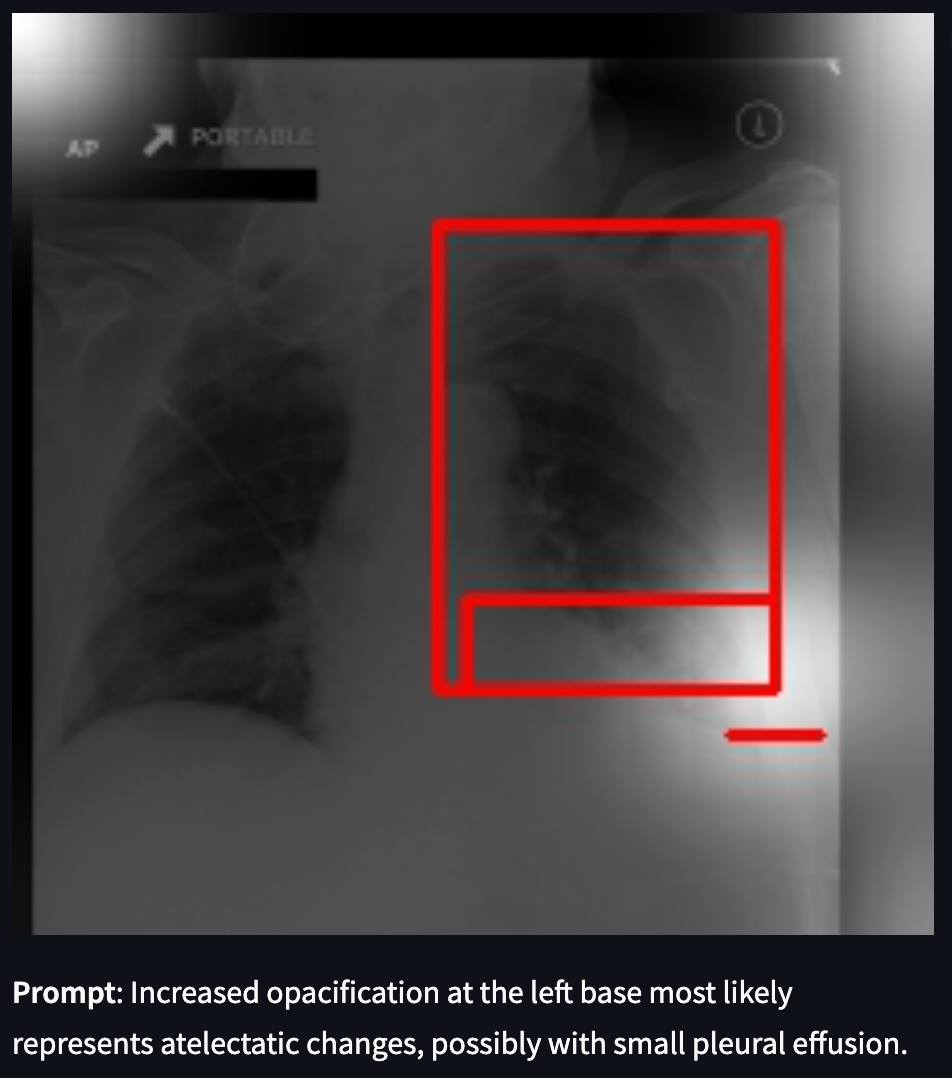 AP PORTABLE
L
Prompt: Increased opacification at the left base most likely
represents atelectatic changes, possibly with small pleural effusion.